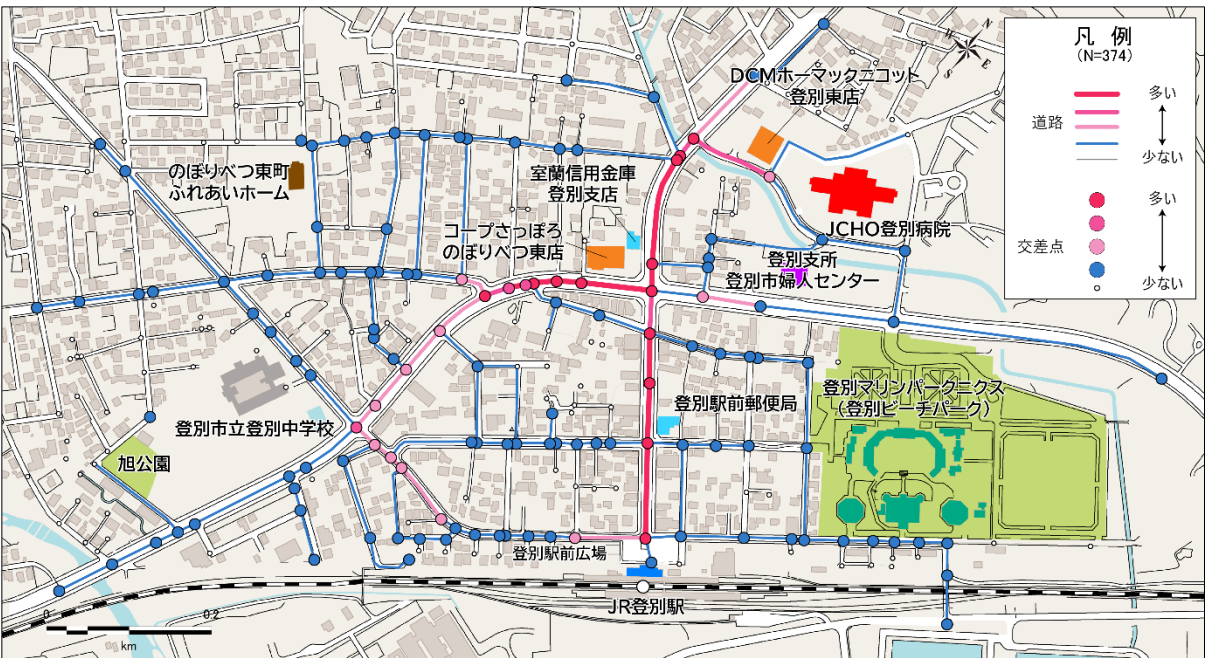 凡 例
(N=374)
道路
多い
少ない
交差点
多い
少ない
N
W
E
S
DCMホーマックニコット
登別東店
のぼりべつ東町
ふれあいホーム
室蘭信用金庫
登別支店
コープさっぽろ
のぼりべつ東店
JCHO登別病院
登別支所
登別市婦人センター
登別マリンパークニクス
(登別ビーチパーク)
登別駅前郵便局
登別市立登別中学校
旭公園
登別駅前広場
JR登別駅
0
0.2
km